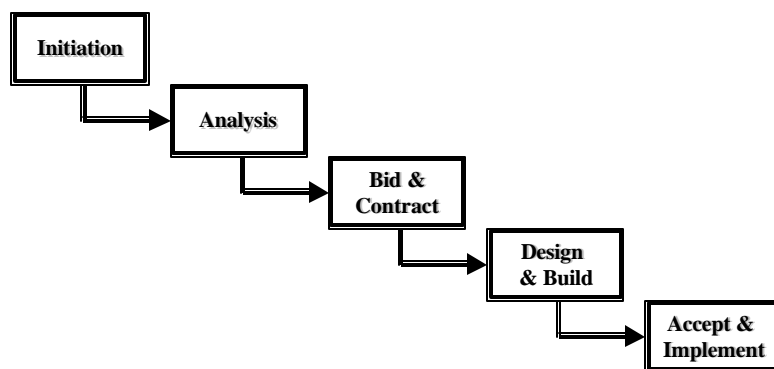 Initiation
Analysis
Bid &
Contract
Design
& Build
Accept &
Implement